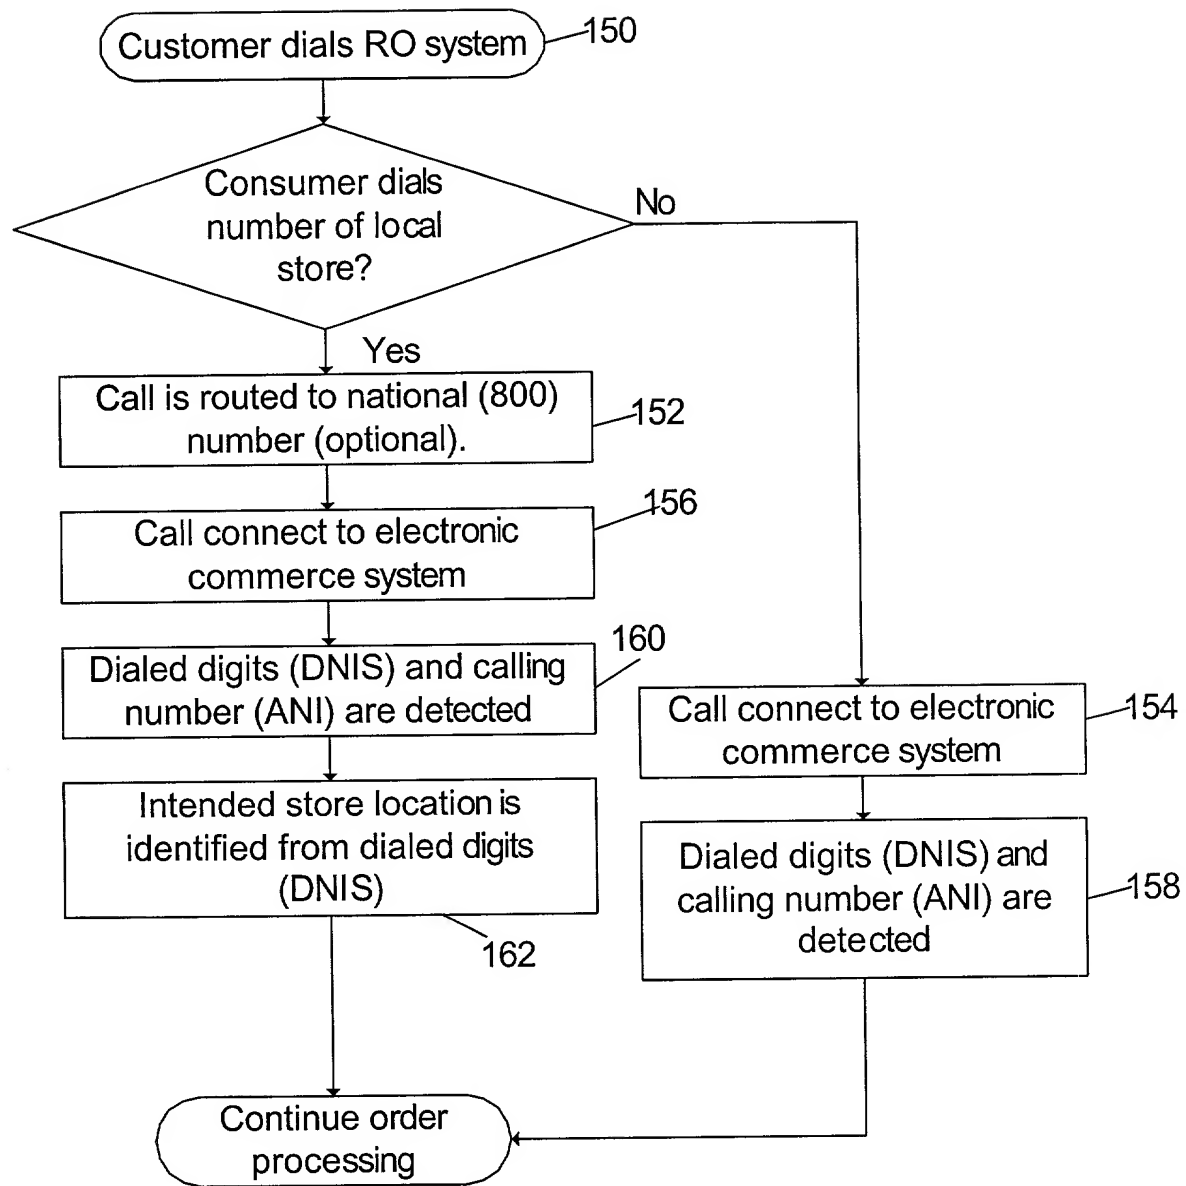 Customer dials RO system
150
Consumer dials
number of local
store?
No
Yes
Call is routed to national (800)
number (optional).
152
Call connect to electronic
commerce system
156
Dialed digits (DNIS) and calling
number (ANI) are detected
160
Intended store location is
identified from dialed digits
(DNIS)
162
Call connect to electronic
commerce system
154
Dialed digits (DNIS) and
calling number (ANI) are
detected
158
Continue order
processing